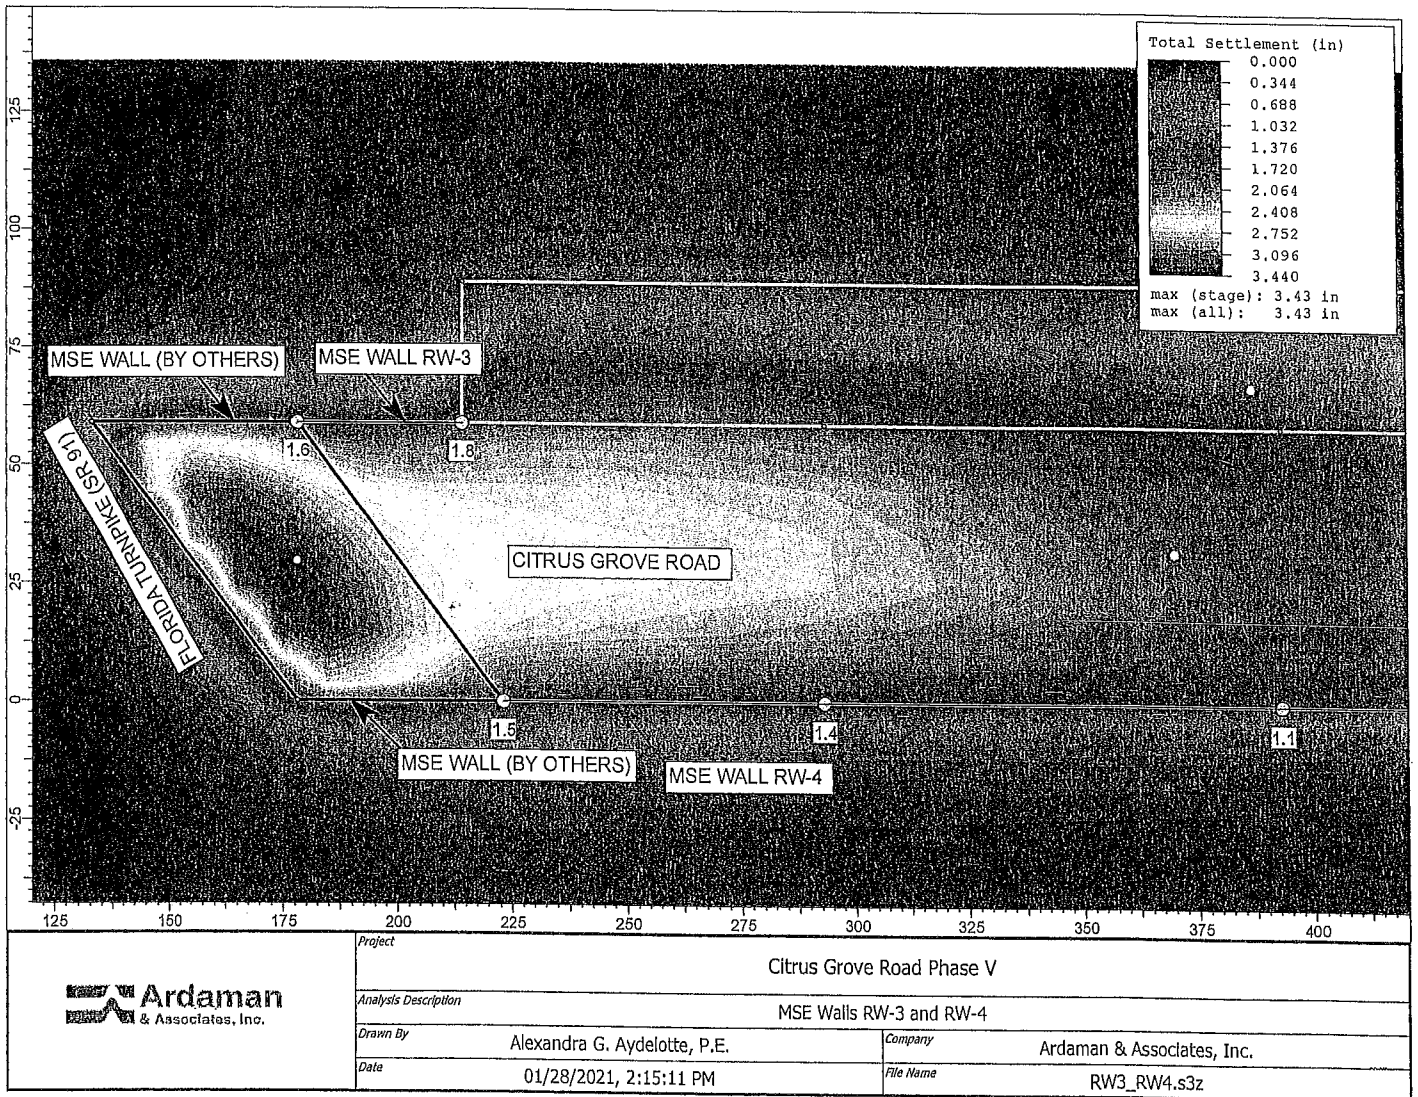 Total Settlement (in)
0.000
0.344
0.688
1.032
1.376
1.720
2.064
2.408
2.752
3.096
3.440
max (stage): 3.43 in
max (all): 3.43 in
125
100
75
50
25
0
-25
MSE WALL (BY OTHERS)
MSE WALL RW-3
1.6
1.8
FLORIDA TURNPIKE (SR 91)
CITRUS GROVE ROAD
1.5
1.4
1.1
MSE WALL (BY OTHERS)
MSE WALL RW-4
125 150 175 200 225 250 275 300 325 350 375 400
Ardaman
& Associates, Inc.
Project
Citrus Grove Road Phase V
Analysis Description
MSE Walls RW-3 and RW-4
Drawn By
Alexandra G. Aydelotte, P.E.
Company
Ardaman & Associates, Inc.
Date
01/28/2021, 2:15:11 PM
File Name
RW3_RW4.s3z